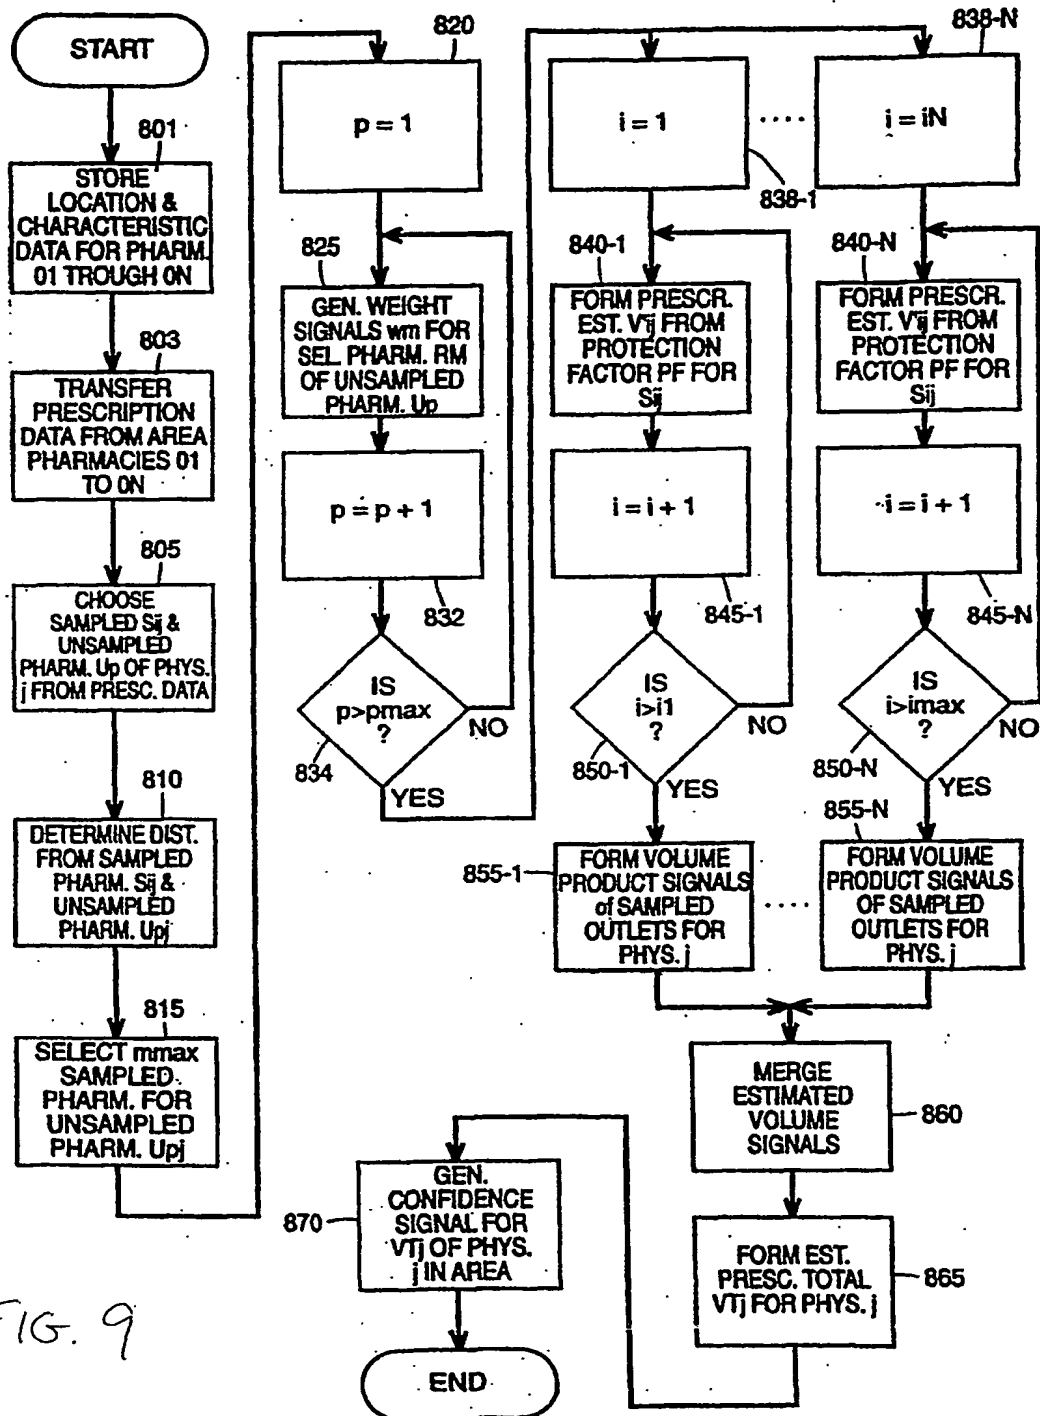 START
801
STORE
LOCATION &
CHARACTERISTIC
DATA FOR PHARM.
01 TROUGH 0N
803
TRANSFER
PRESCRIPTION
DATA FROM AREA
PHARMACIES 01
TO 0N
805
CHOOSE
SAMPLED Sij &
UNSAMPLED
PHARM. Up OF PHYS.
j FROM PRESC. DATA
810
DETERMINE DIST.
FROM SAMPLED
PHARM. Sij &
UNSAMPLED
PHARM. Upj
815
SELECT mmax
SAMPLED
PHARM. FOR
UNSAMPLED
PHARM. Upj
820
p = 1
825
GEN. WEIGHT
SIGNALS wm FOR
SEL. PHARM. RM
OF UNSAMPLED
PHARM. Up
p = p + 1
832
IS
p>pmax
?
NO
834
YES
i = 1
838-1
840-1
FORM PRESCR.
EST. V'ij FROM
PROTECTION
FACTOR PF FOR
Sij
i = i + 1
845-1
IS
i>i1
?
NO
850-1
YES
855-1
FORM VOLUME
PRODUCT SIGNALS
of SAMPLED
OUTLETS FOR
PHYS. j
....
838-N
i = iN
840-N
FORM PRESCR.
EST. V'ij FROM
PROTECTION
FACTOR PF FOR
Sij
i = i + 1
845-N
IS
i>imax
?
NO
850-N
YES
855-N
FORM VOLUME
PRODUCT SIGNALS
OF SAMPLED
OUTLETS FOR
PHYS. j
....
MERGE
ESTIMATED
VOLUME
SIGNALS
860
FORM EST.
PRESC. TOTAL
VTj FOR PHYS. j
865
GEN.
CONFIDENCE
SIGNAL FOR
VTj OF PHYS.
j IN AREA
870
END
FIG. 9